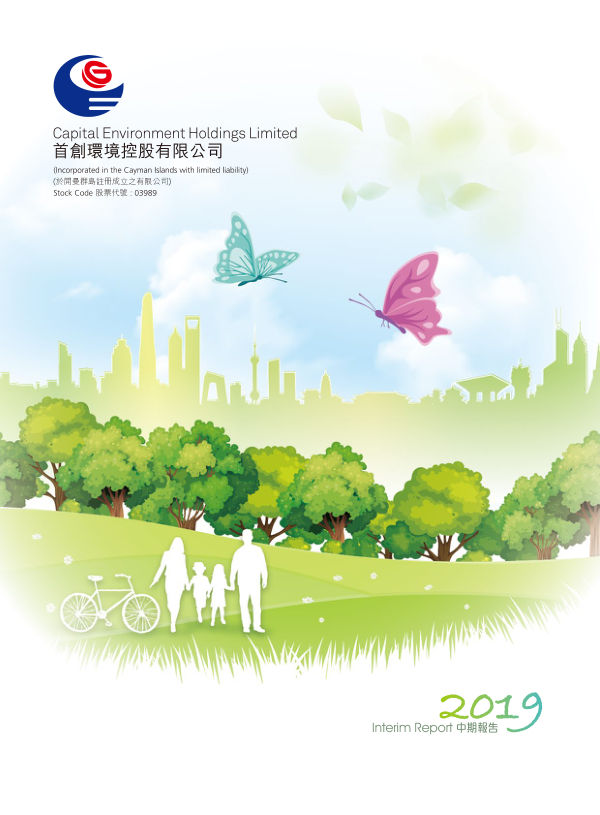 Capital Environment Holdings Limited
首創環境控股有限公司
(Incorporated in the Cayman Islands with limited liability)
(於開曼群島註冊成立之有限公司)
Stock Code 股票代號 : 03989
2019
Interim Report 中期報告